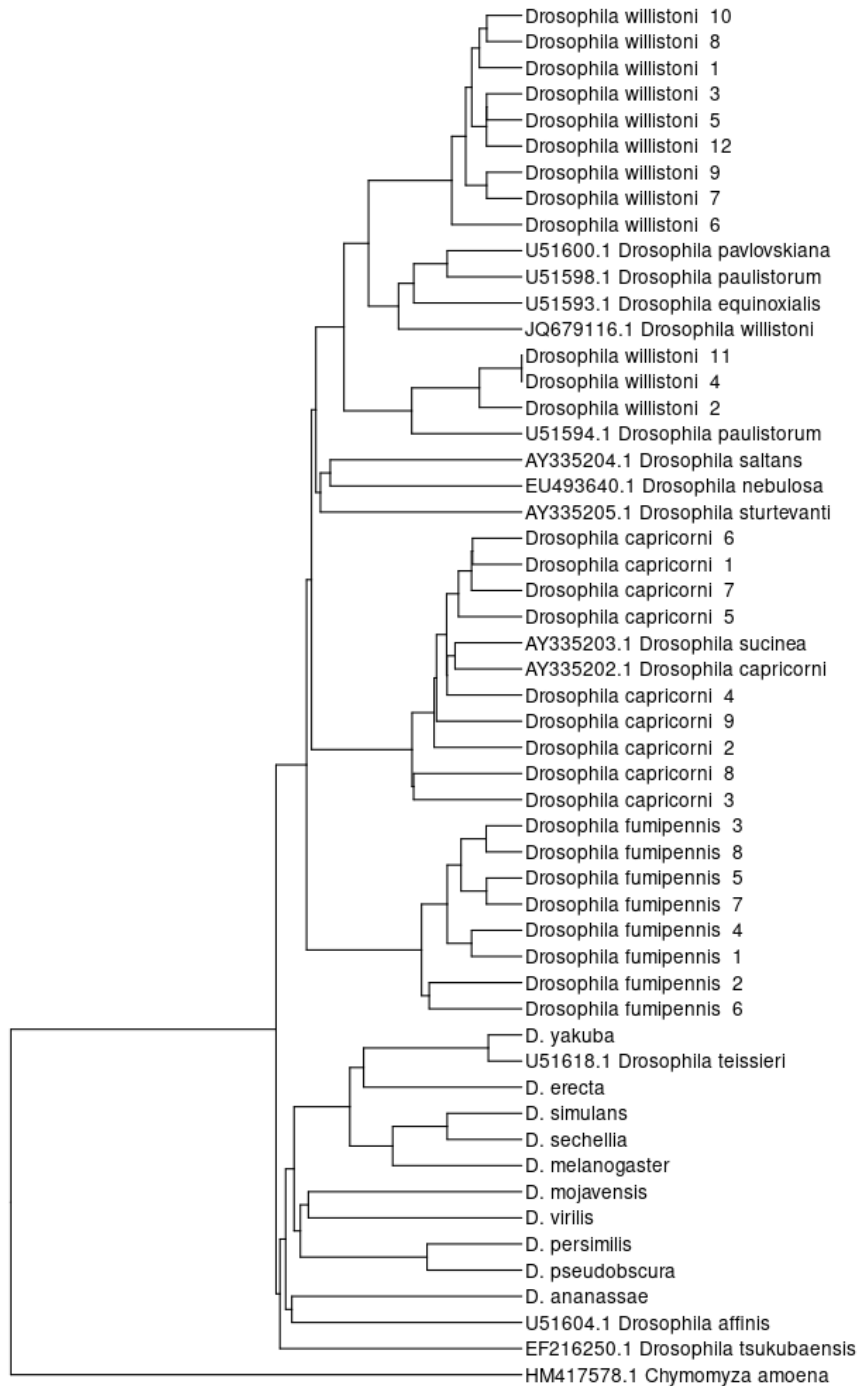 Drosophila willistoni 10
Drosophila willistoni 8
Drosophila willistoni 1
Drosophila willistoni 3
Drosophila willistoni 5
Drosophila willistoni 12
Drosophila willistoni 9
Drosophila willistoni 7
Drosophila willistoni 6
U51600.1 Drosophila pavlovskiana
U51598.1 Drosophila paulistorum
U51593.1 Drosophila equinoxialis
JQ679116.1 Drosophila willistoni
Drosophila willistoni 11
Drosophila willistoni 4
Drosophila willistoni 2
U51594.1 Drosophila paulistorum
AY335204.1 Drosophila saltans
EU493640.1 Drosophila nebulosa
AY335205.1 Drosophila sturtevanti
Drosophila capricorni 6
Drosophila capricorni 1
Drosophila capricorni 7
Drosophila capricorni 5
AY335203.1 Drosophila sucinea
AY335202.1 Drosophila capricorni
Drosophila capricorni 4
Drosophila capricorni 9
Drosophila capricorni 2
Drosophila capricorni 8
Drosophila capricorni 3
Drosophila fumipennis 3
Drosophila fumipennis 8
Drosophila fumipennis 5
Drosophila fumipennis 7
Drosophila fumipennis 4
Drosophila fumipennis 1
Drosophila fumipennis 2
Drosophila fumipennis 6
D. yakuba
U51618.1 Drosophila teissieri
D. erecta
D. simulans
D. sechellia
D. melanogaster
D. mojavensis
D. virilis
D. persimilis
D. pseudobscura
D. ananassae
U51604.1 Drosophila affinis
EF216250.1 Drosophila tsukubaensis
HM417578.1 Chymomyza amoena